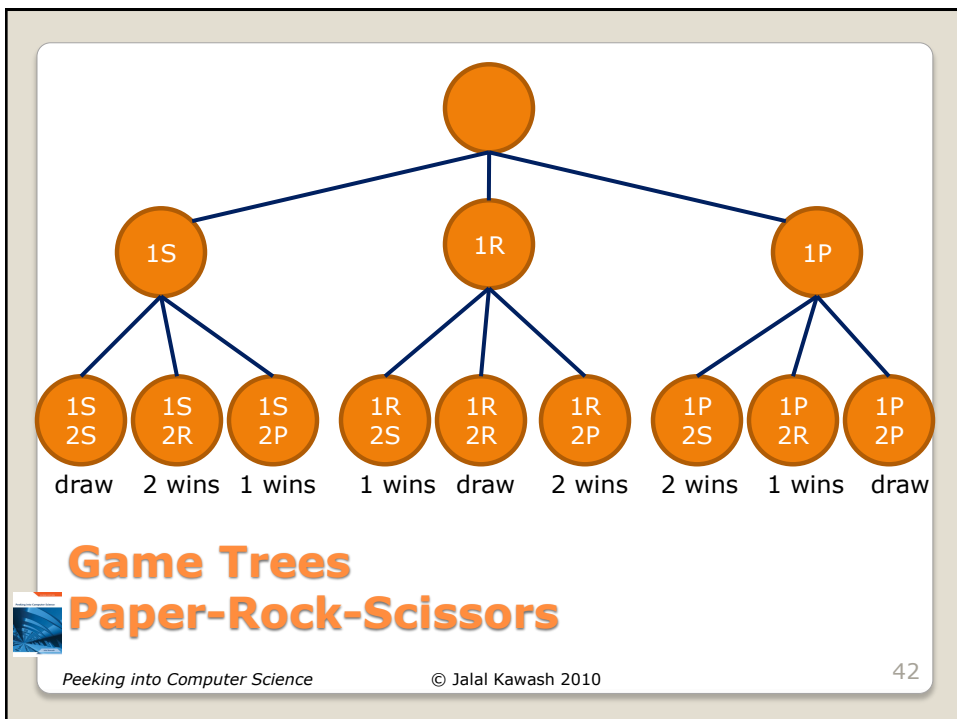 1S
1R
1P
1S 1S 1S 1R 1R 1R 1P 1P 1P
2S 2R 2P 2S 2R 2P 2S 2R 2P
draw 2 wins 1 wins 1 wins draw 2 wins 2 wins 1 wins draw
Game Trees
Paper-Rock-Scissors
Peeking into Computer Science © Jalal Kawash 2010 42